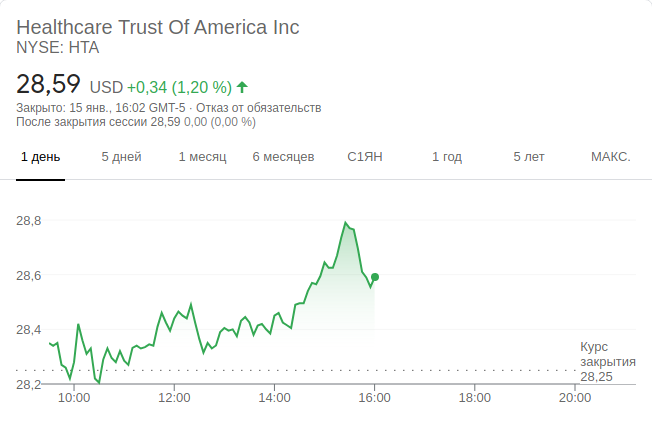 Healthcare Trust Of America Inc
NYSE: HTA
28,59 USD +0,34 (1,20 %)
Закрыто: 15 янв., 16:02 GMT-5 · Отказ от обязательств
После закрытия сессии 28,59 0,00 (0,00 %)
1 день 5 дней 1 месяц 6 месяцев С1ЯН 1 год 5 лет МАКС.
28,8
28,6
28,4
Курс
закрытия
28,25
28,2
10:00 12:00 14:00 16:00 18:00 20:00